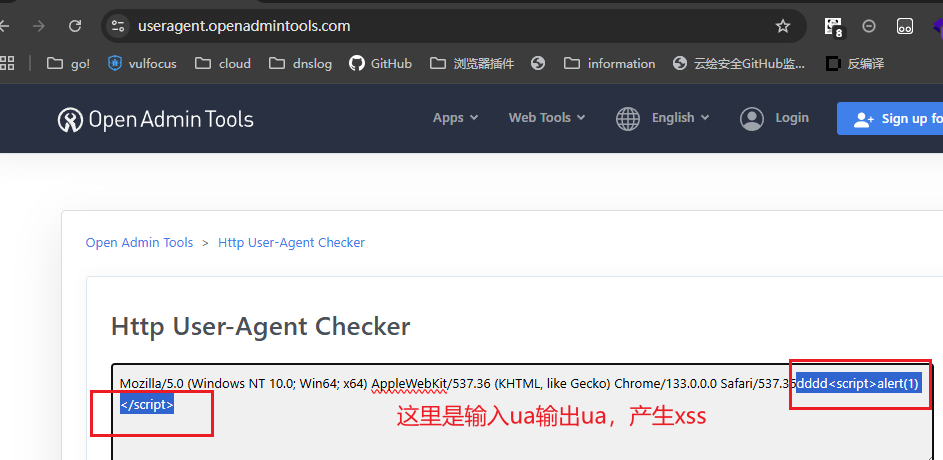 useragent.openadmintools.com
8
go!
vulfocus
cloud
dnslog
GitHub
浏览器插件
information
云绘安全GitHub监...
反编译
Open Admin Tools
Apps
Web Tools
English
Login
Sign up fo
Open Admin Tools > Http User-Agent Checker
Http User-Agent Checker
Mozilla/5.0 (Windows NT 10.0; Win64; x64) AppleWebKit/537.36 (KHTML, like Gecko) Chrome/133.0.0.0 Safari/537.36dddd<script>alert(1)
</script>
这里是输入ua输出ua，产生xss